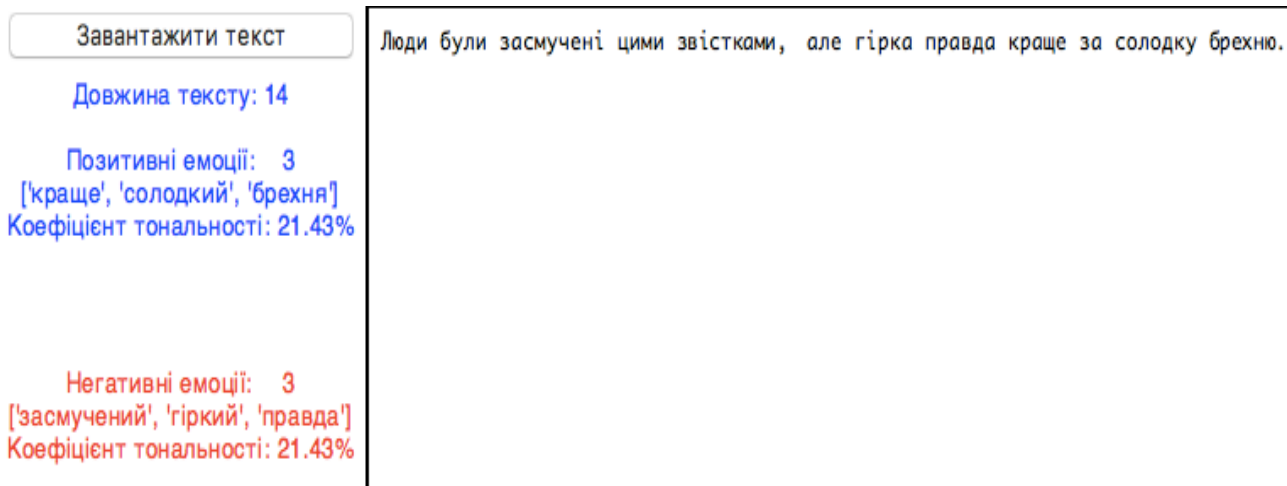 Завантажити текст
Довжина тексту: 14
Позитивні емоції: 3
['краще', 'солодкий', 'брехня']
Коефіцієнт тональності: 21.43%
Негативні емоції: 3
['засмучений', 'гіркий', 'правда']
Коефіцієнт тональності: 21.43%
Люди були засмучені цими звістками, але гірка правда краще за солодку брехню.